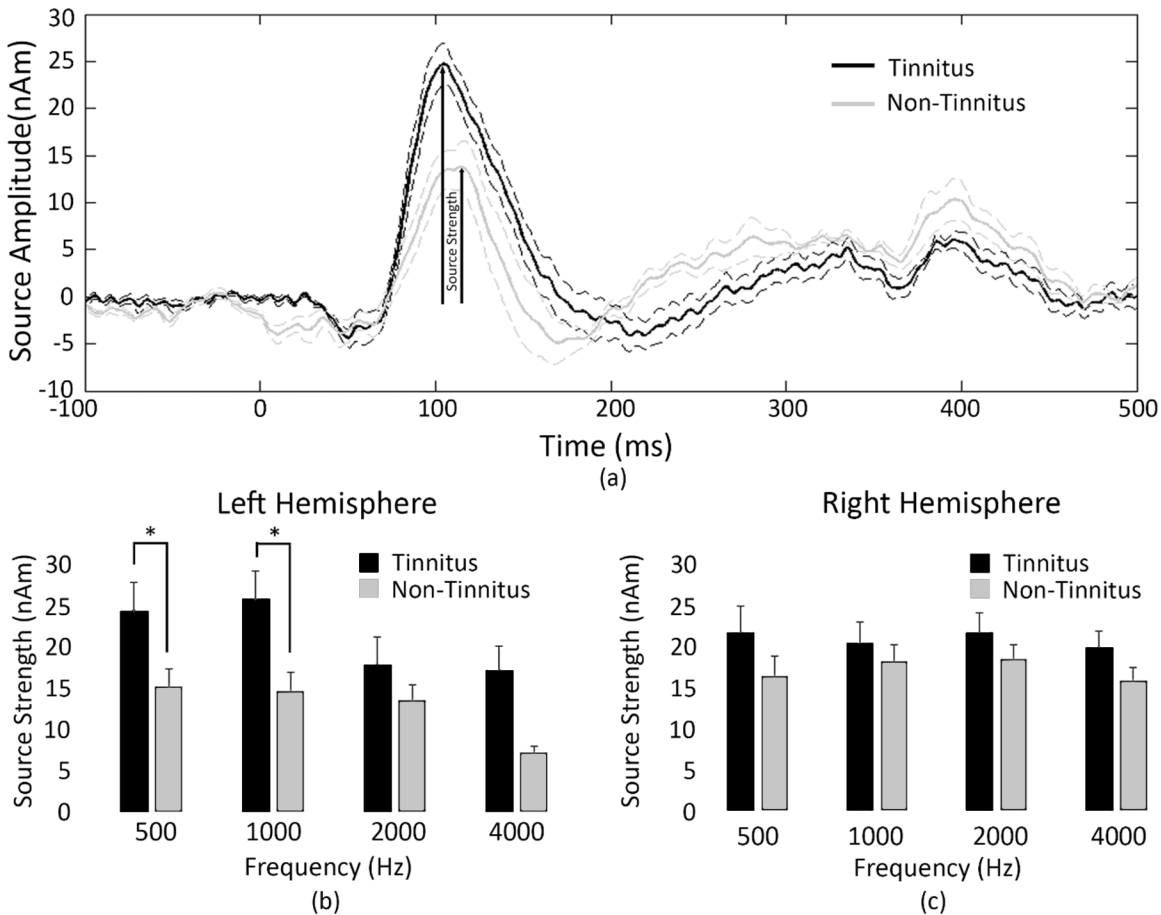 30
25
20
15
10
5
0
-5
-10
Source Amplitude(nAm)
Tinnitus
Non-Tinnitus
Source Strength
-100 0 100 200 300 400 500
Time (ms)
(a)
Left Hemisphere
* *
Tinnitus
Non-Tinnitus
30
25
20
15
10
5
0
Source Strength (nAm)
500 1000 2000 4000
Frequency (Hz)
(b)
Right Hemisphere
Tinnitus
Non-Tinnitus
30
25
20
15
10
5
0
Source Strength (nAm)
500 1000 2000 4000
Frequency (Hz)
(c)